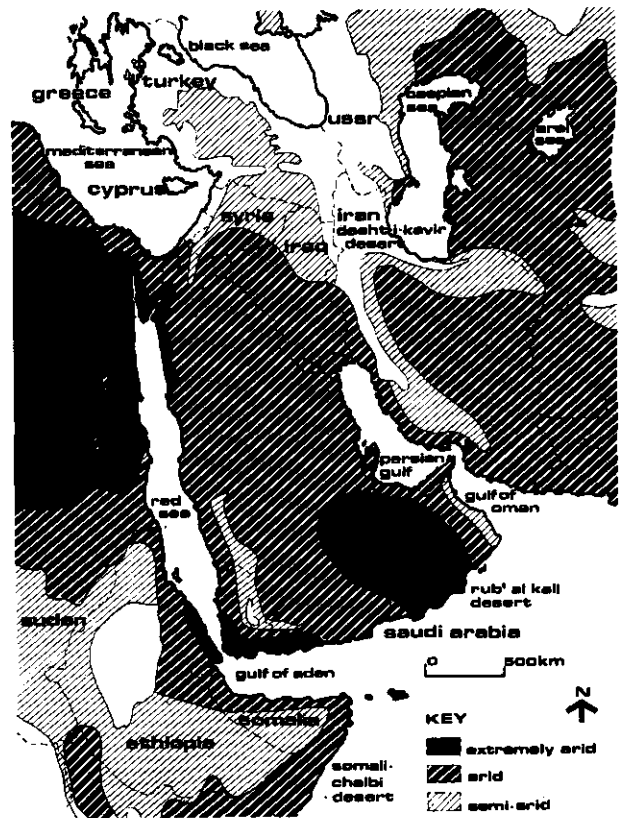 black sea
turkey
greece
ussr
caspian
sea
aral
sea
mediterranean
sea
cyprus
syria
iraq
iran
dasht-i-kavir
desert
persian
gulf
gulf of
oman
red
sea
rub' al kali
desert
sudan
saudi arabia
gulf of aden
0 500km
N
somalia
ethiopia
somali-
chalbi
desert
KEY
extremely arid
arid
semi-arid